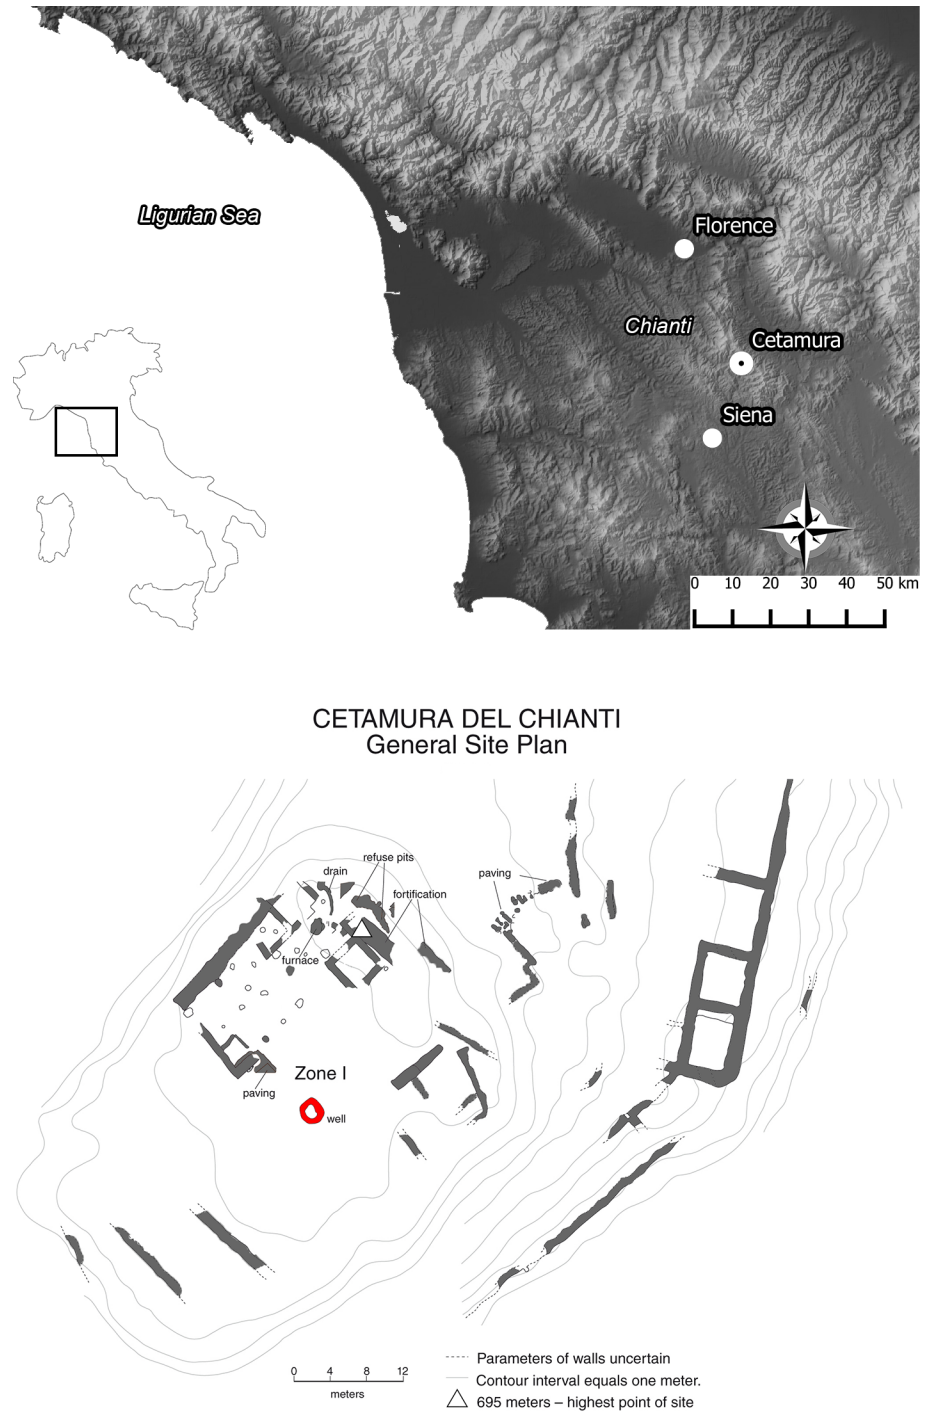 Ligurian Sea
Florence
Chianti
Cetamura
Siena
0 10 20 30 40 50 km
CETAMURA DEL CHIANTI
General Site Plan
refuse pits
drain
paving
fortification
furnace
Zone I
paving
well
0 4 8 12
meters
Parameters of walls uncertain
Contour interval equals one meter.
695 meters – highest point of site